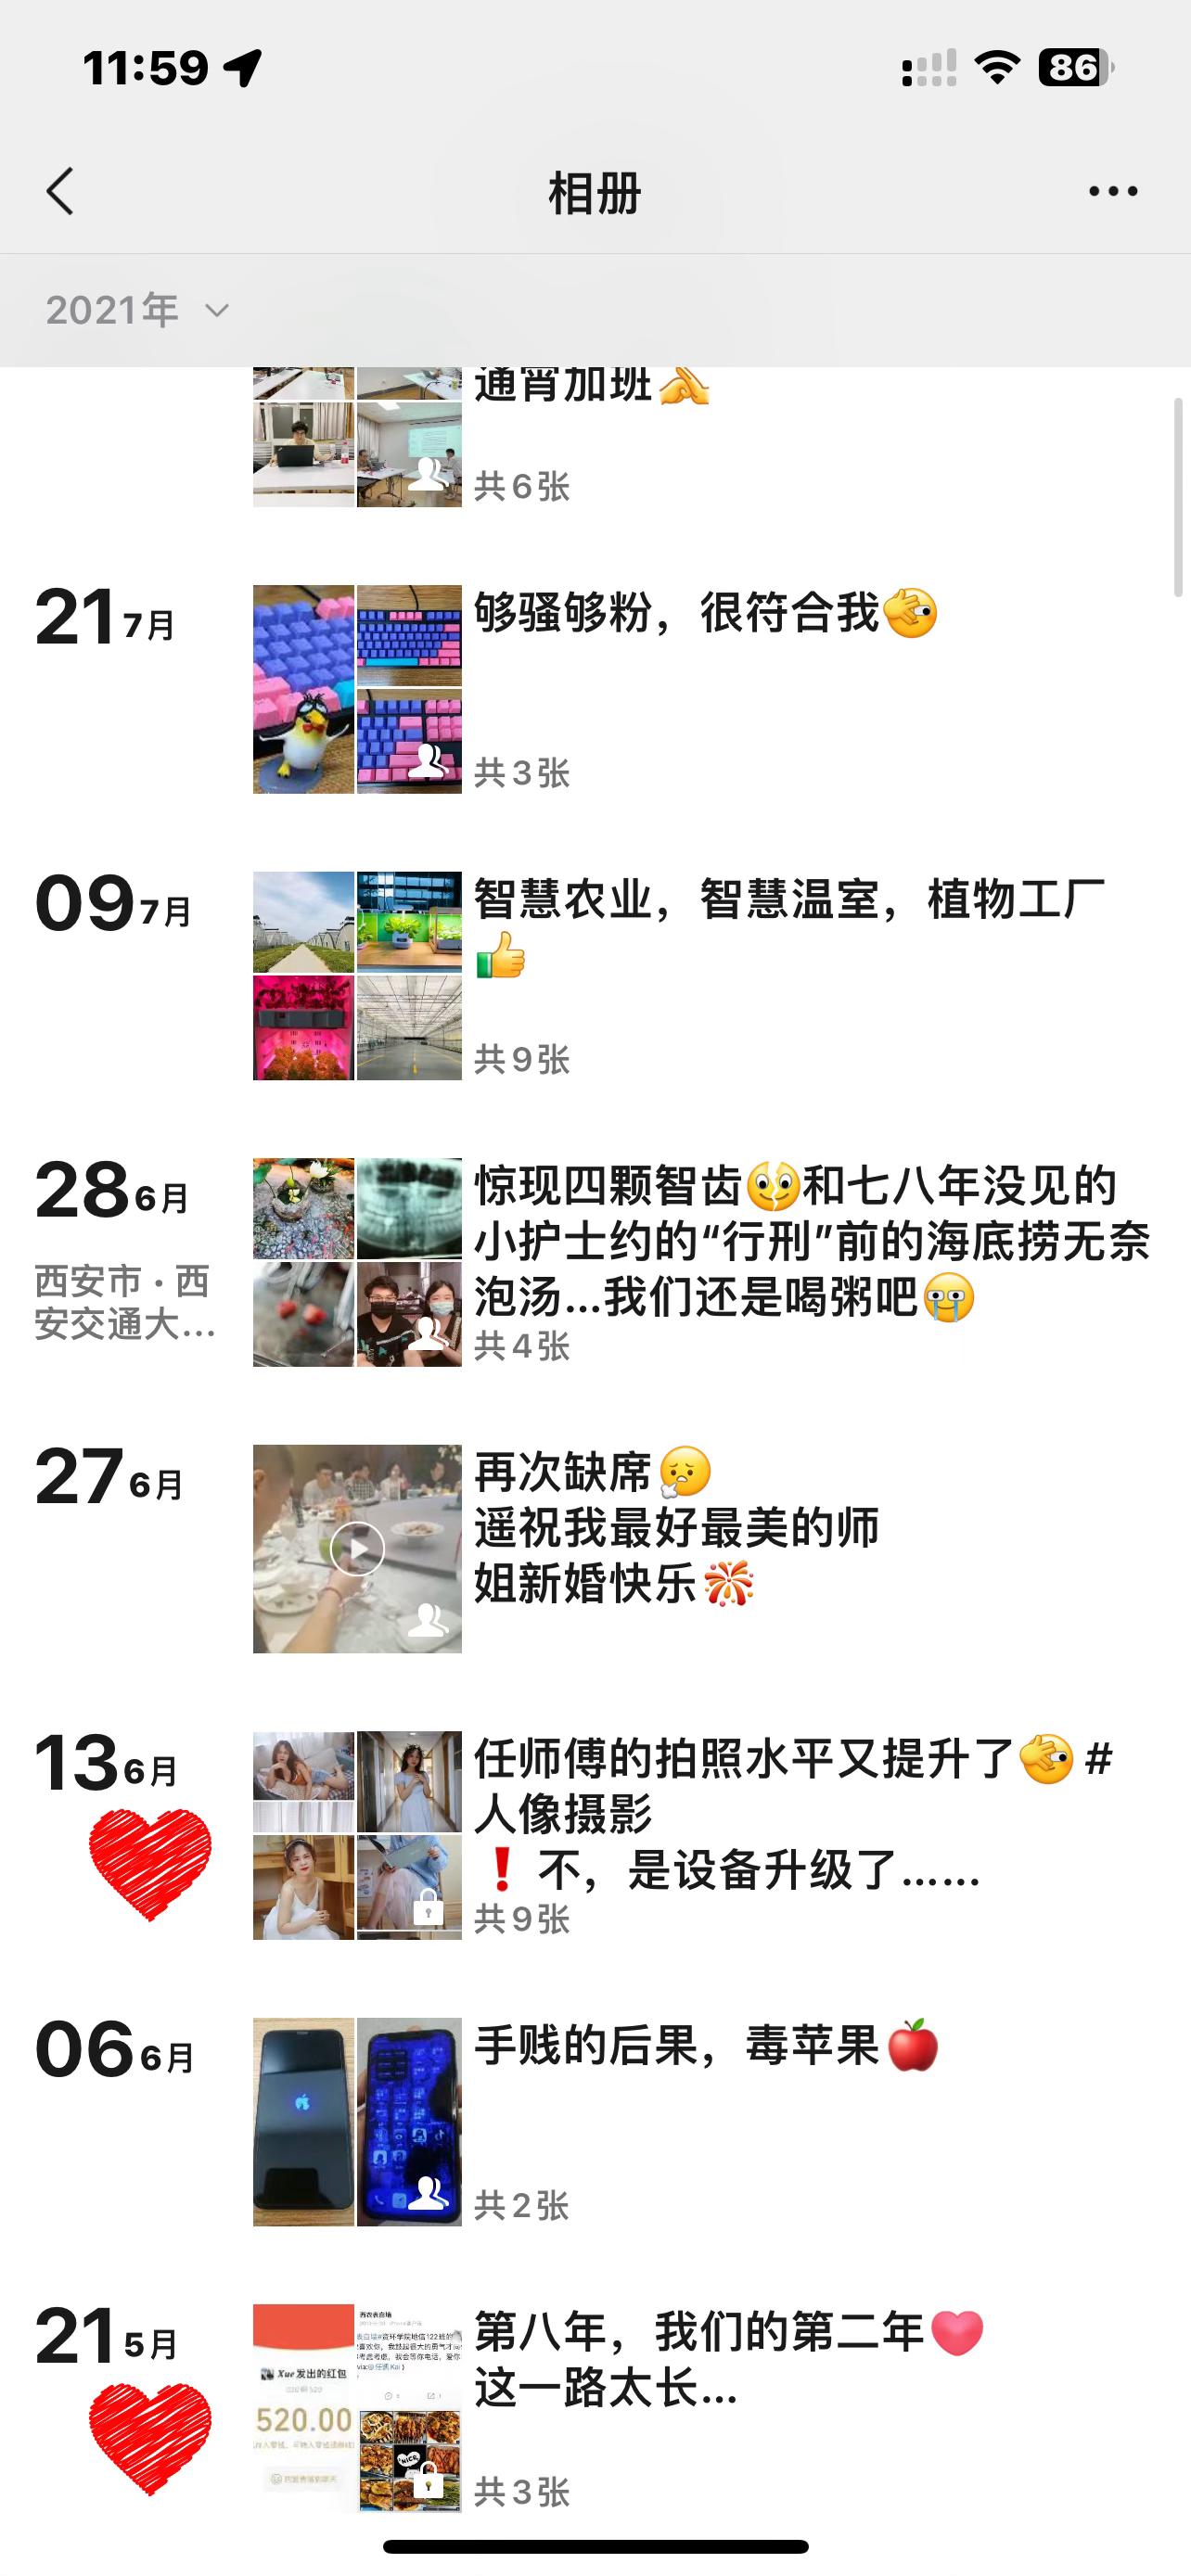 11:59
86
相册
2021年
通宵加班
共6张
21 7月
够骚够粉，很符合我🫣
共3张
09 7月
智慧农业，智慧温室，植物工厂
👍
共9张
28 6月
西安市·西
安交通大...
惊现四颗智齿和七八年没见的
小护士约的“行刑”前的海底捞无奈
泡汤...我们还是喝粥吧😭
共4张
27 6月
再次缺席😮‍💨
遥祝我最好最美的师
姐新婚快乐
13 6月
任师傅的拍照水平又提升了🫣 #
人像摄影
❗ 不，是设备升级了......
共9张
06 6月
手贱的后果，毒苹果🍎
共2张
21 5月
Xue 发出的红包
520.00
NICE
第八年，我们的第二年
这一路太长...
共3张